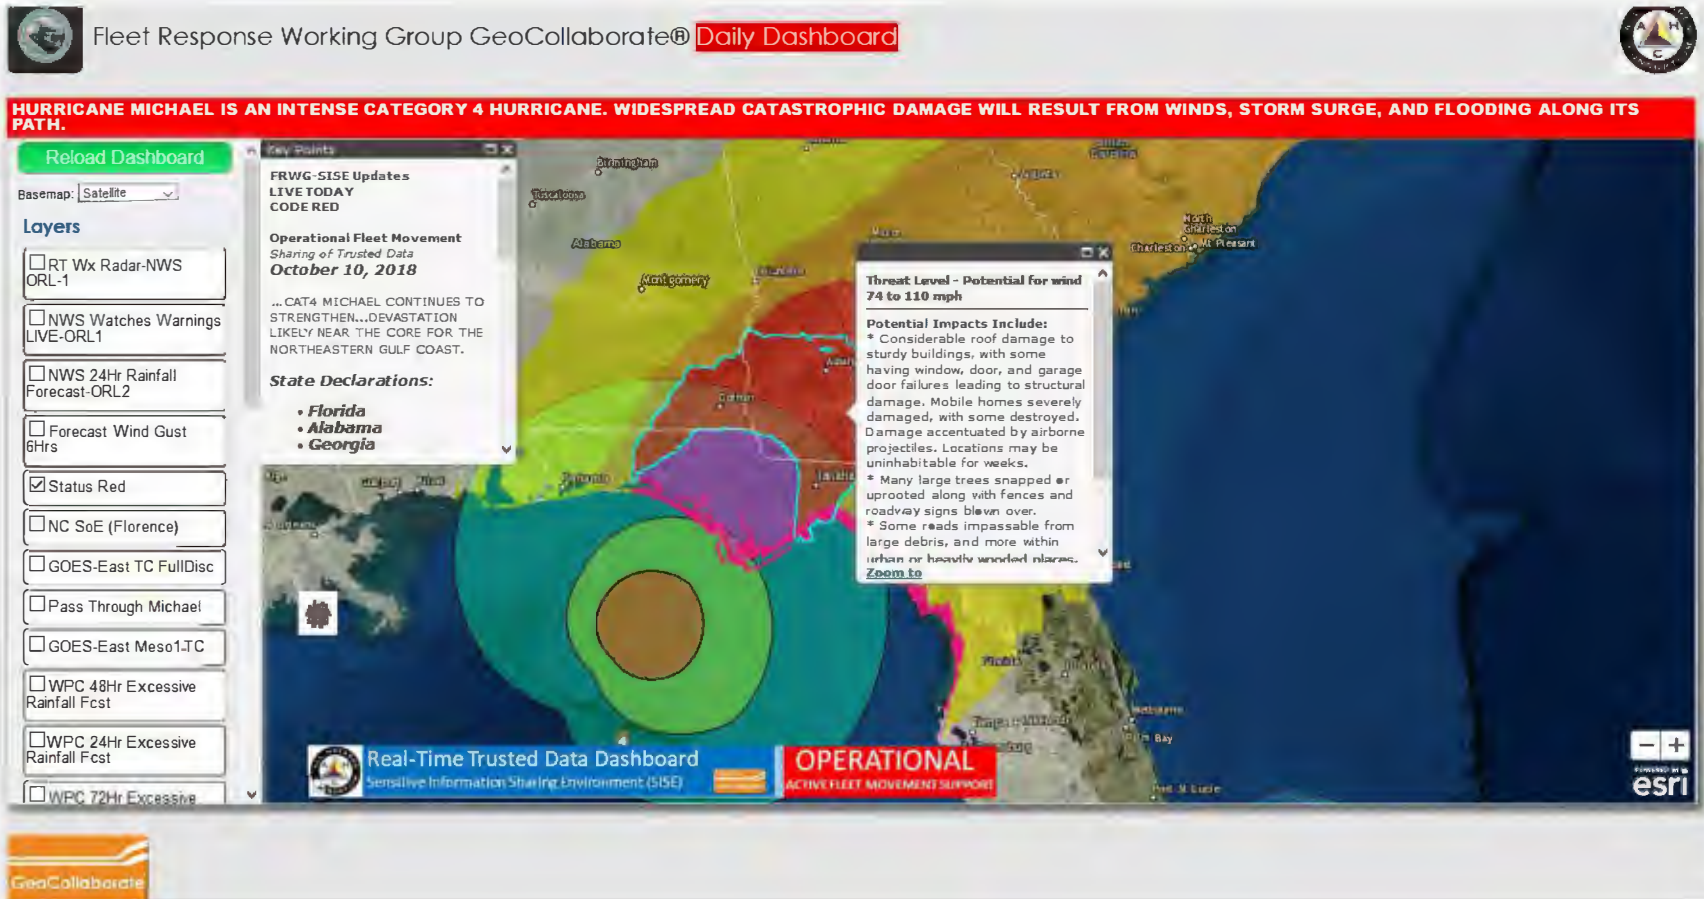 Fleet Response Working Group GeoCollaborate® Daily Dashboard
HURRICANE MICHAEL IS AN INTENSE CATEGORY 4 HURRICANE. WIDESPREAD CATASTROPHIC DAMAGE WILL RESULT FROM WINDS, STORM SURGE, AND FLOODING ALONG ITS
PATH.
Reload Dashboard
Basemap: Satellite
Layers
RT Wx Radar-NWS
ORL-1
NWS Watches Warnings
LIVE-ORL1
NWS 24Hr Rainfall
Forecast-ORL2
Forecast Wind Gust
6Hrs
Status Red
NC SoE (Florence)
GOES-East TC FullDisc
Pass Through Michael
GOES-East Meso1-TC
WPC 48Hr Excessive
Rainfall Fcst
WPC 24Hr Excessive
Rainfall Fcst
WPC 72Hr Excessive
Key Points
FRWG-SISE Updates
LIVE TODAY
CODE RED
Operational Fleet Movement
Sharing of Trusted Data
October 10, 2018
...CAT4 MICHAEL CONTINUES TO
STRENGTHEN...DEVASTATION
LIKELY NEAR THE CORE FOR THE
NORTHEASTERN GULF COAST.
State Declarations:
• Florida
• Alabama
• Georgia
Birmingham
Tuscaloosa
Alabama
Montgomery
Augusta
North
Charleston
Charleston
Mt Pleasant
Threat Level - Potential for wind
74 to 110 mph
Potential Impacts Include:
* Considerable roof damage to
sturdy buildings, with some
having window, door, and garage
door failures leading to structural
damage. Mobile homes severely
damaged, with some destroyed.
Damage accentuated by airborne
projectiles. Locations may be
uninhabitable for weeks.
* Many large trees snapped or
uprooted along with fences and
roadway signs blown over.
* Some roads impassable from
large debris, and more within
urban or heavily wooded places.
Zoom to
Florida
Bay
4
Real-Time Trusted Data Dashboard
Sensitive Information Sharing Environment (SISE)
OPERATIONAL
ACTIVE FLEET MOVEMENT SUPPORT
POWERED BY
esri
GeoCollaborate